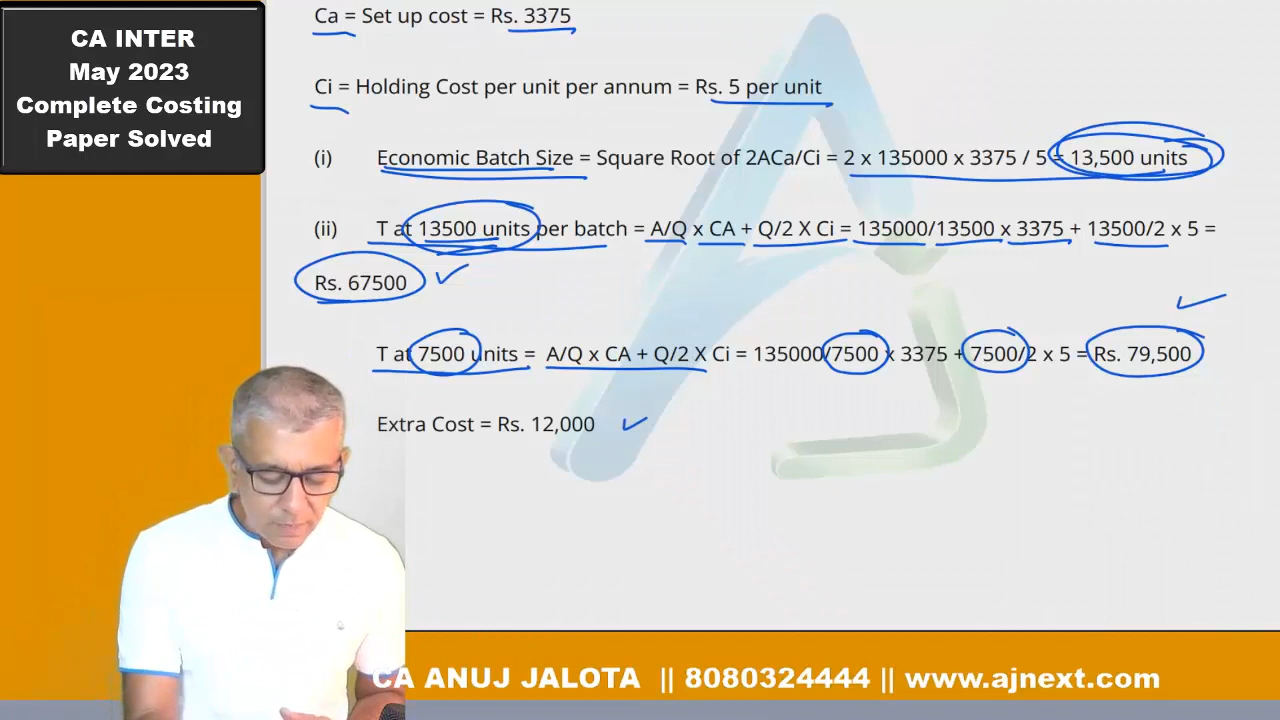 CA INTER
May 2023
Complete Costing
Paper Solved
Ca = Set up cost = Rs. 3375
Ci = Holding Cost per unit per annum = Rs. 5 per unit
(i) Economic Batch Size = Square Root of 2ACa/Ci = 2 x 135000 x 3375 / 5 = 13,500 units
(ii) T at 13500 units per batch = A/Q x CA + Q/2 X Ci = 135000/13500 x 3375 + 13500/2 x 5 =
Rs. 67500
T at 7500 units = A/Q x CA + Q/2 X Ci = 135000/7500 x 3375 + 7500/2 x 5 = Rs. 79,500
Extra Cost = Rs. 12,000
CA ANUJ JALOTA || 8080324444 || www.ajnext.com